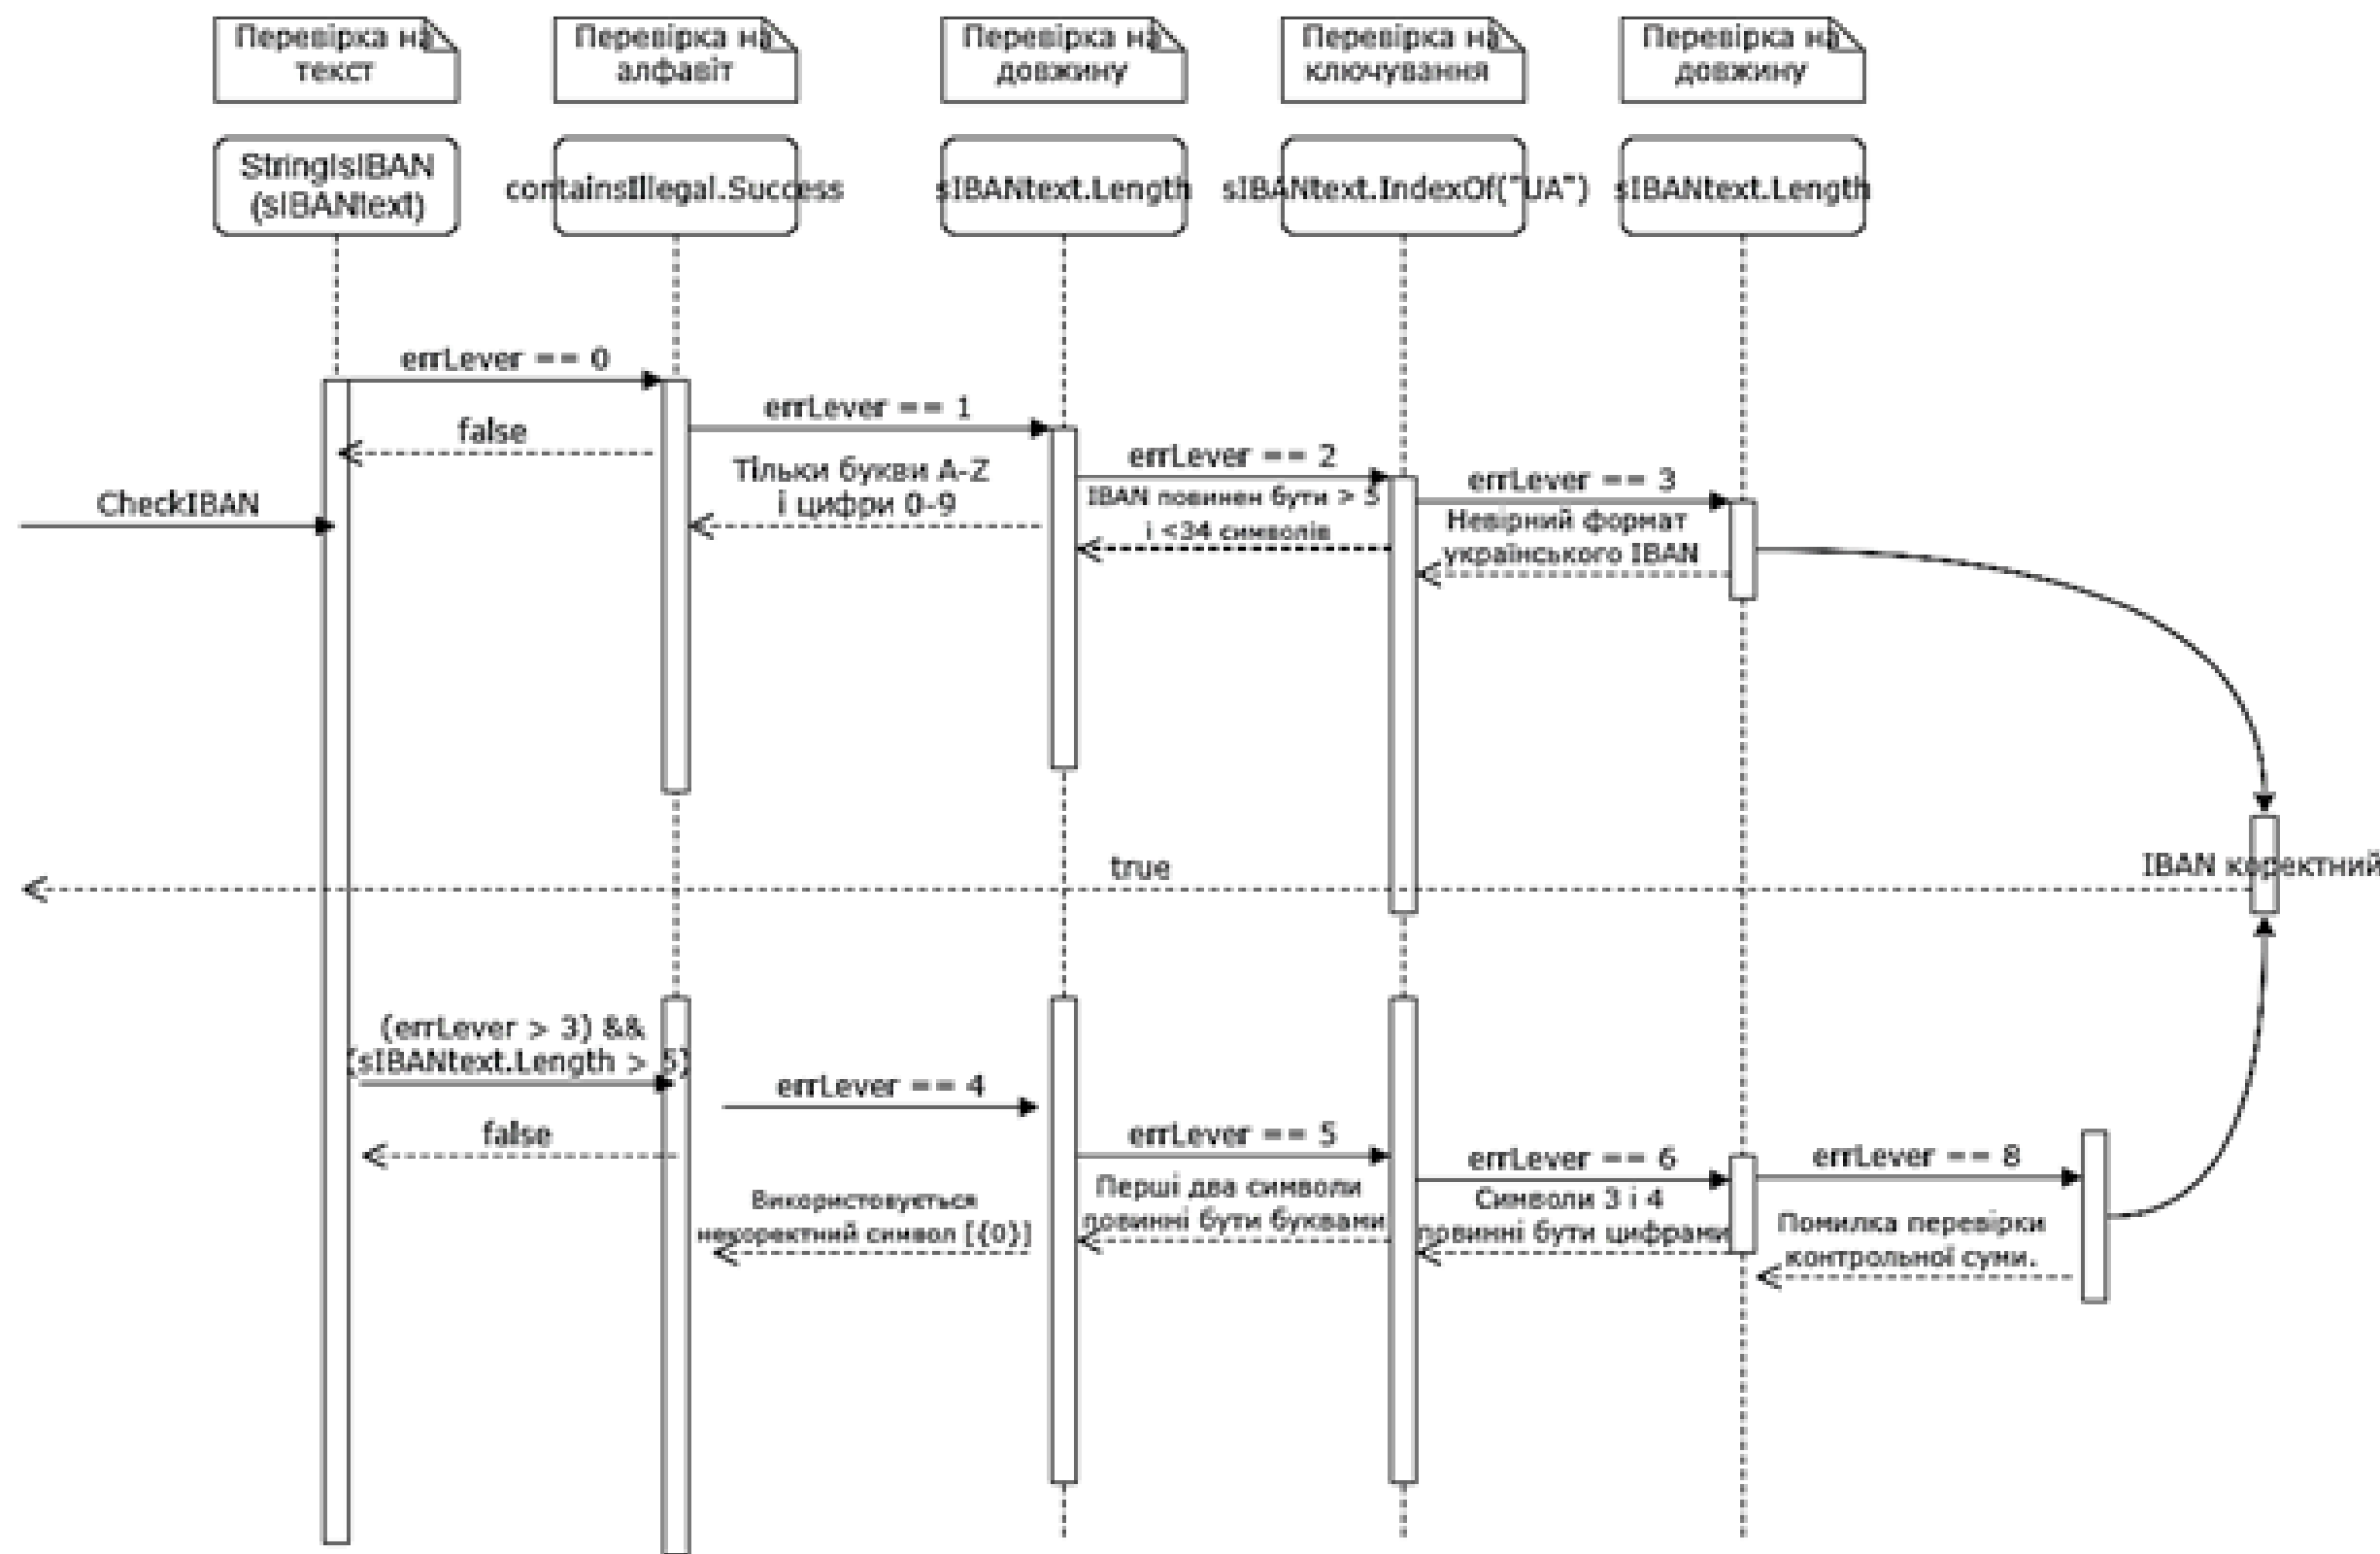 Перевірка на
текст
Перевірка на
алфавіт
Перевірка на
довжину
Перевірка на
ключування
Перевірка на
довжину
StringIsIBAN
(sIBANtext)
containsIllegal.Success
sIBANtext.Length
sIBANtext.IndexOf("UA")
sIBANtext.Length
errLever == 0
false
CheckIBAN
errLever == 1
Тільки букви A-Z
і цифри 0-9
errLever == 2
IBAN повинен бути > 5
і <34 символів
errLever == 3
Невірний формат
українського IBAN
true
IBAN коректний
(errLever > 3) &&
(sIBANtext.Length > 5)
false
errLever == 4
Використовується
некоректний символ [{0}]
errLever == 5
Перші два символи
повинні бути буквами
errLever == 6
Символи 3 і 4
повинні бути цифрами
errLever == 8
Помилка перевірки
контрольної суми.